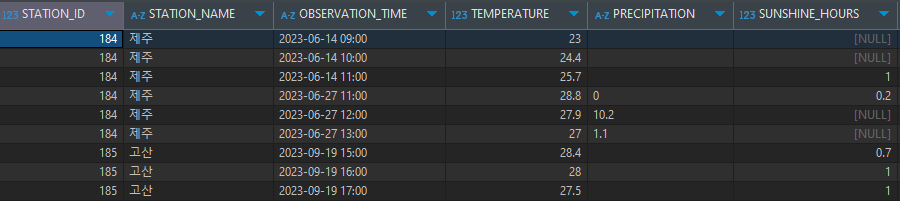 123 STATION_ID A-Z STATION_NAME A-Z OBSERVATION_TIME 123 TEMPERATURE A-Z PRECIPITATION 123 SUNSHINE_HOURS
184 제주 2023-06-14 09:00 23 [NULL]
184 제주 2023-06-14 10:00 24.4 [NULL]
184 제주 2023-06-14 11:00 25.7 1
184 제주 2023-06-27 11:00 28.8 0 0.2
184 제주 2023-06-27 12:00 27.9 10.2 [NULL]
184 제주 2023-06-27 13:00 27 1.1 [NULL]
185 고산 2023-09-19 15:00 28.4 0.7
185 고산 2023-09-19 16:00 28 1
185 고산 2023-09-19 17:00 27.5 1